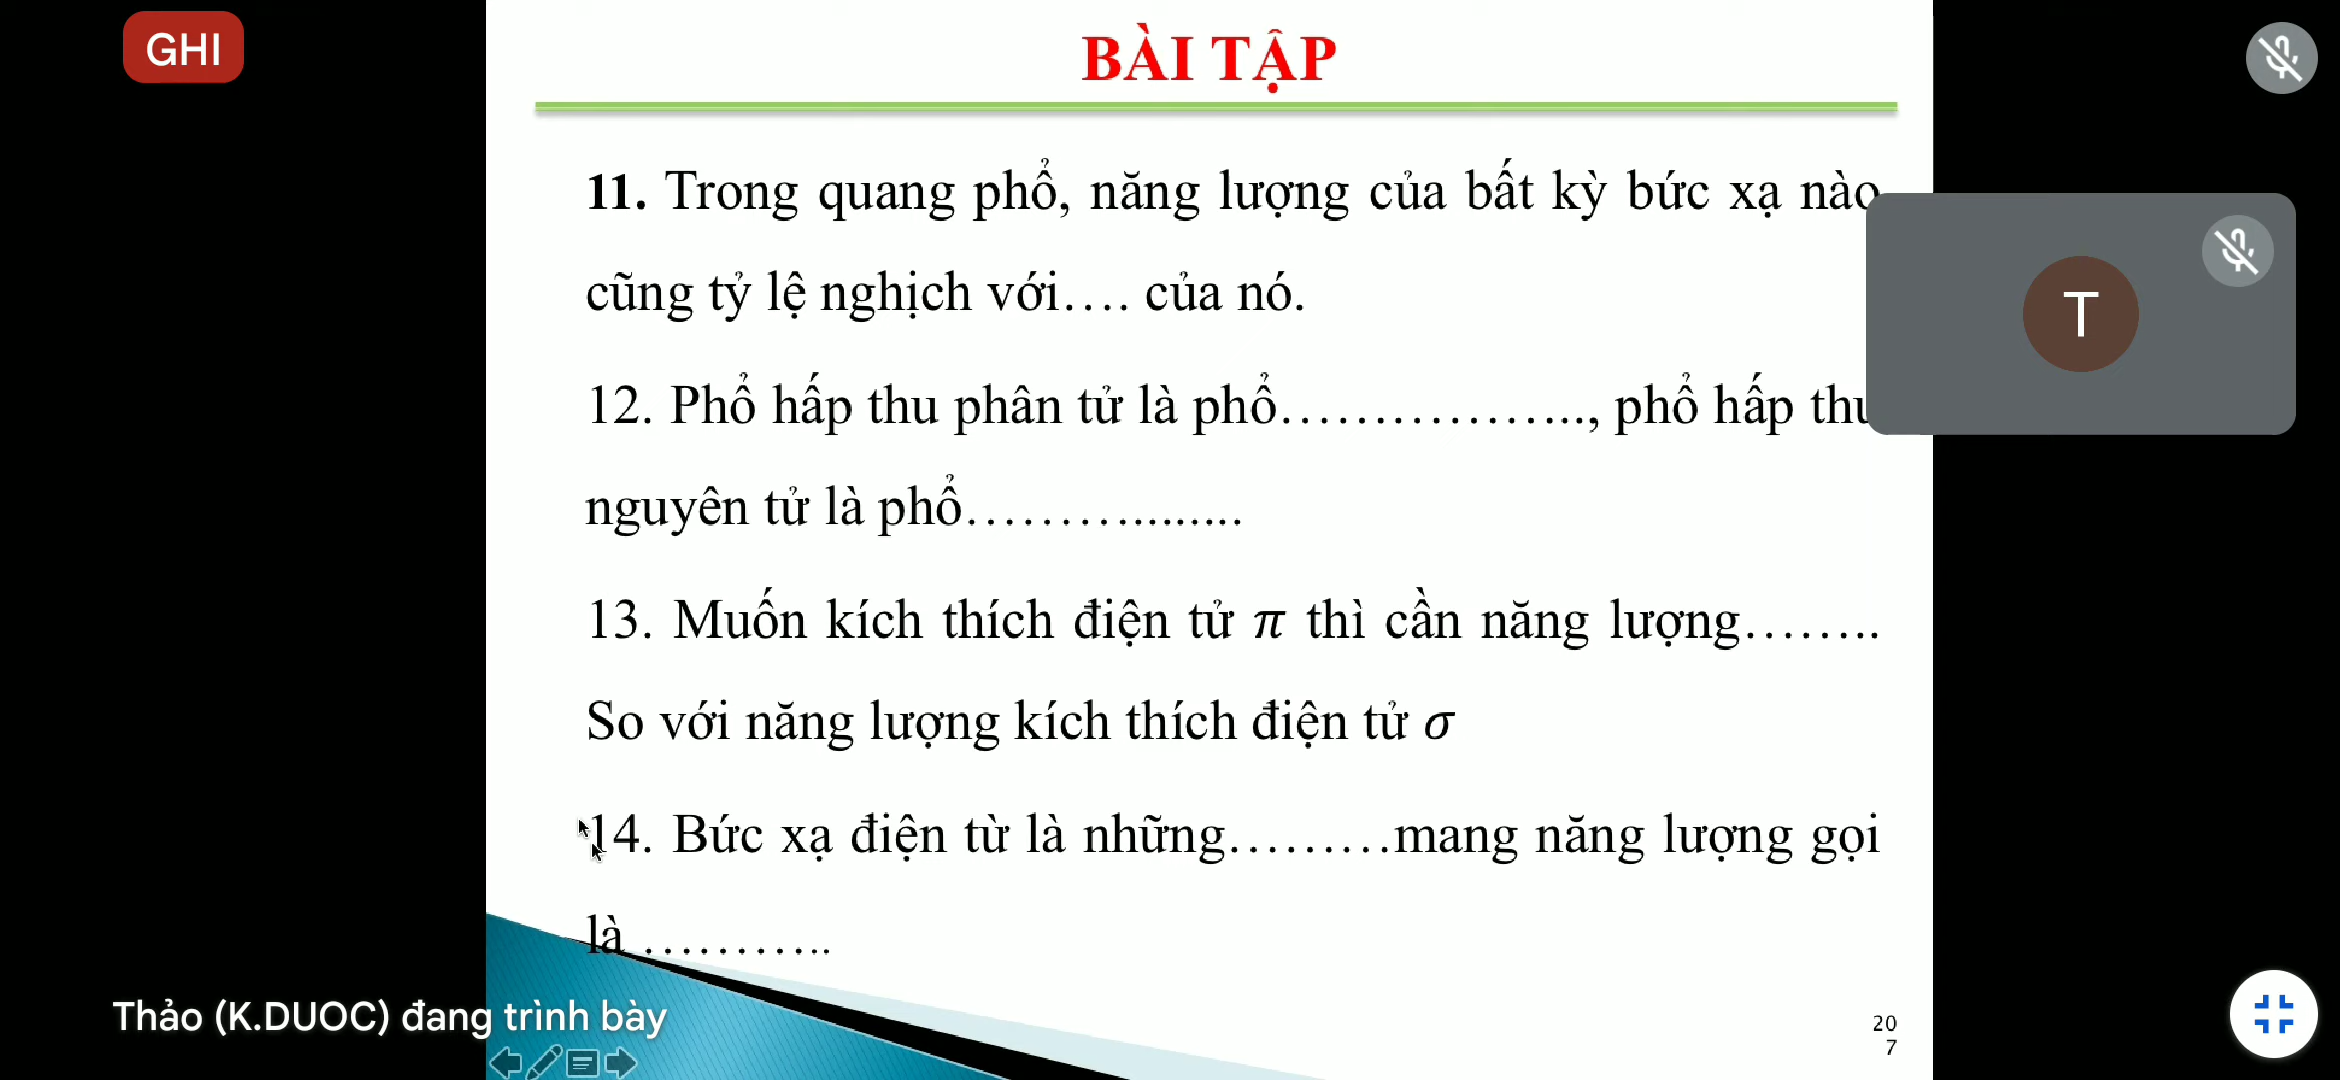 GHI
BÀI TẬP
11. Trong quang phổ, năng lượng của bất kỳ bức xạ nào
cũng tỷ lệ nghịch với…. của nó.
T
12. Phổ hấp thu phân tử là phổ……………….., phổ hấp thu
nguyên tử là phổ……….........
13. Muốn kích thích điện tử π thì cần năng lượng……..
So với năng lượng kích thích điện tử σ
14. Bức xạ điện từ là những………mang năng lượng gọi
là ………..
Thảo (K.DUOC) đang trình bày
20
7